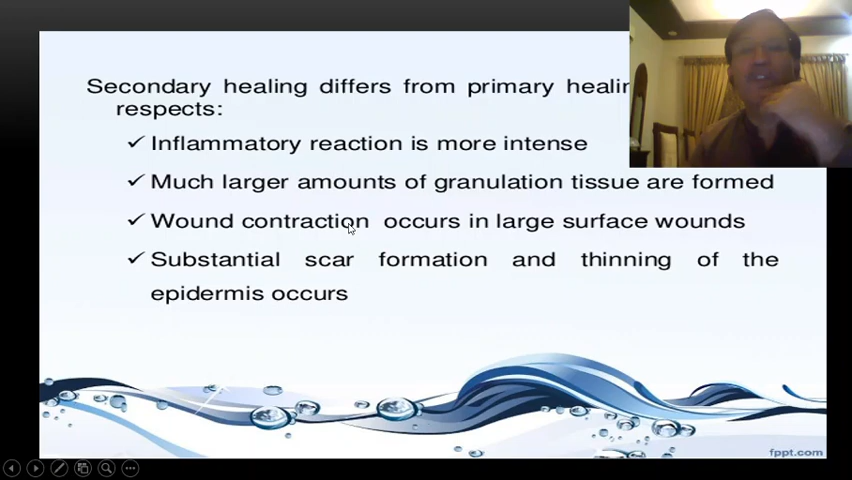 Secondary healing differs from primary healin
respects:
✓ Inflammatory reaction is more intense
✓ Much larger amounts of granulation tissue are formed
✓ Wound contraction occurs in large surface wounds
✓ Substantial scar formation and thinning of the
epidermis occurs
fppt.com